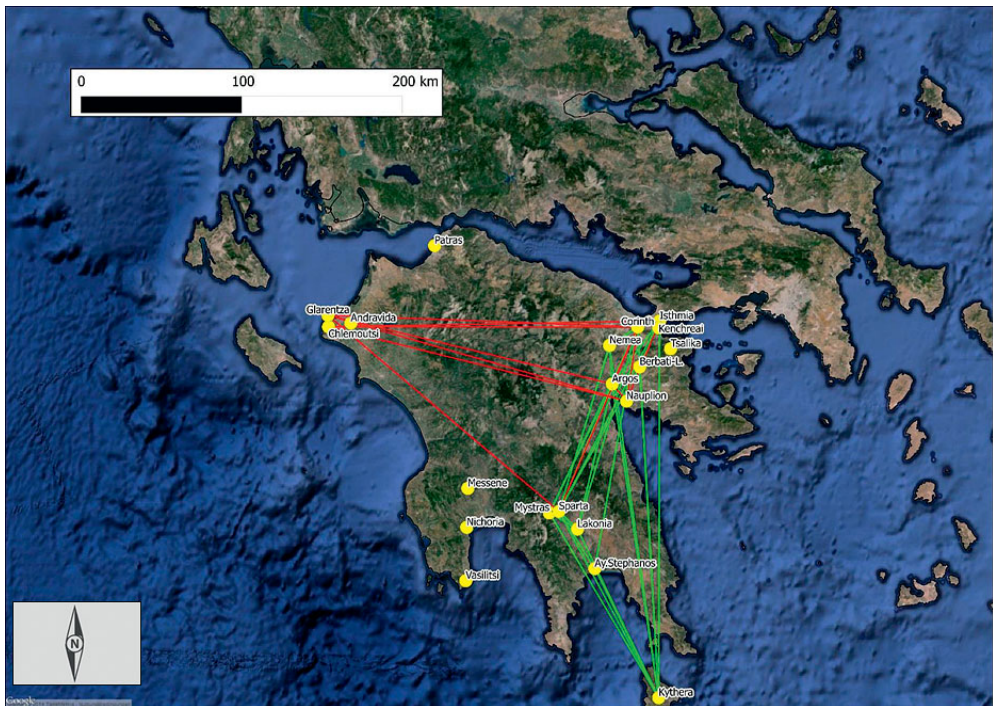 0 100 200 km
Patras
Glarentza
Andravida
Chlemoutsi
Isthmia
Corinth
Kenchreai
Nemea
Tsalika
Berbati-L.
Argos
Nauplion
Messene
Mystras
Sparta
Nichoria
Lakonia
Ay.Stephanos
Vasilitsi
N
Kythera
Google